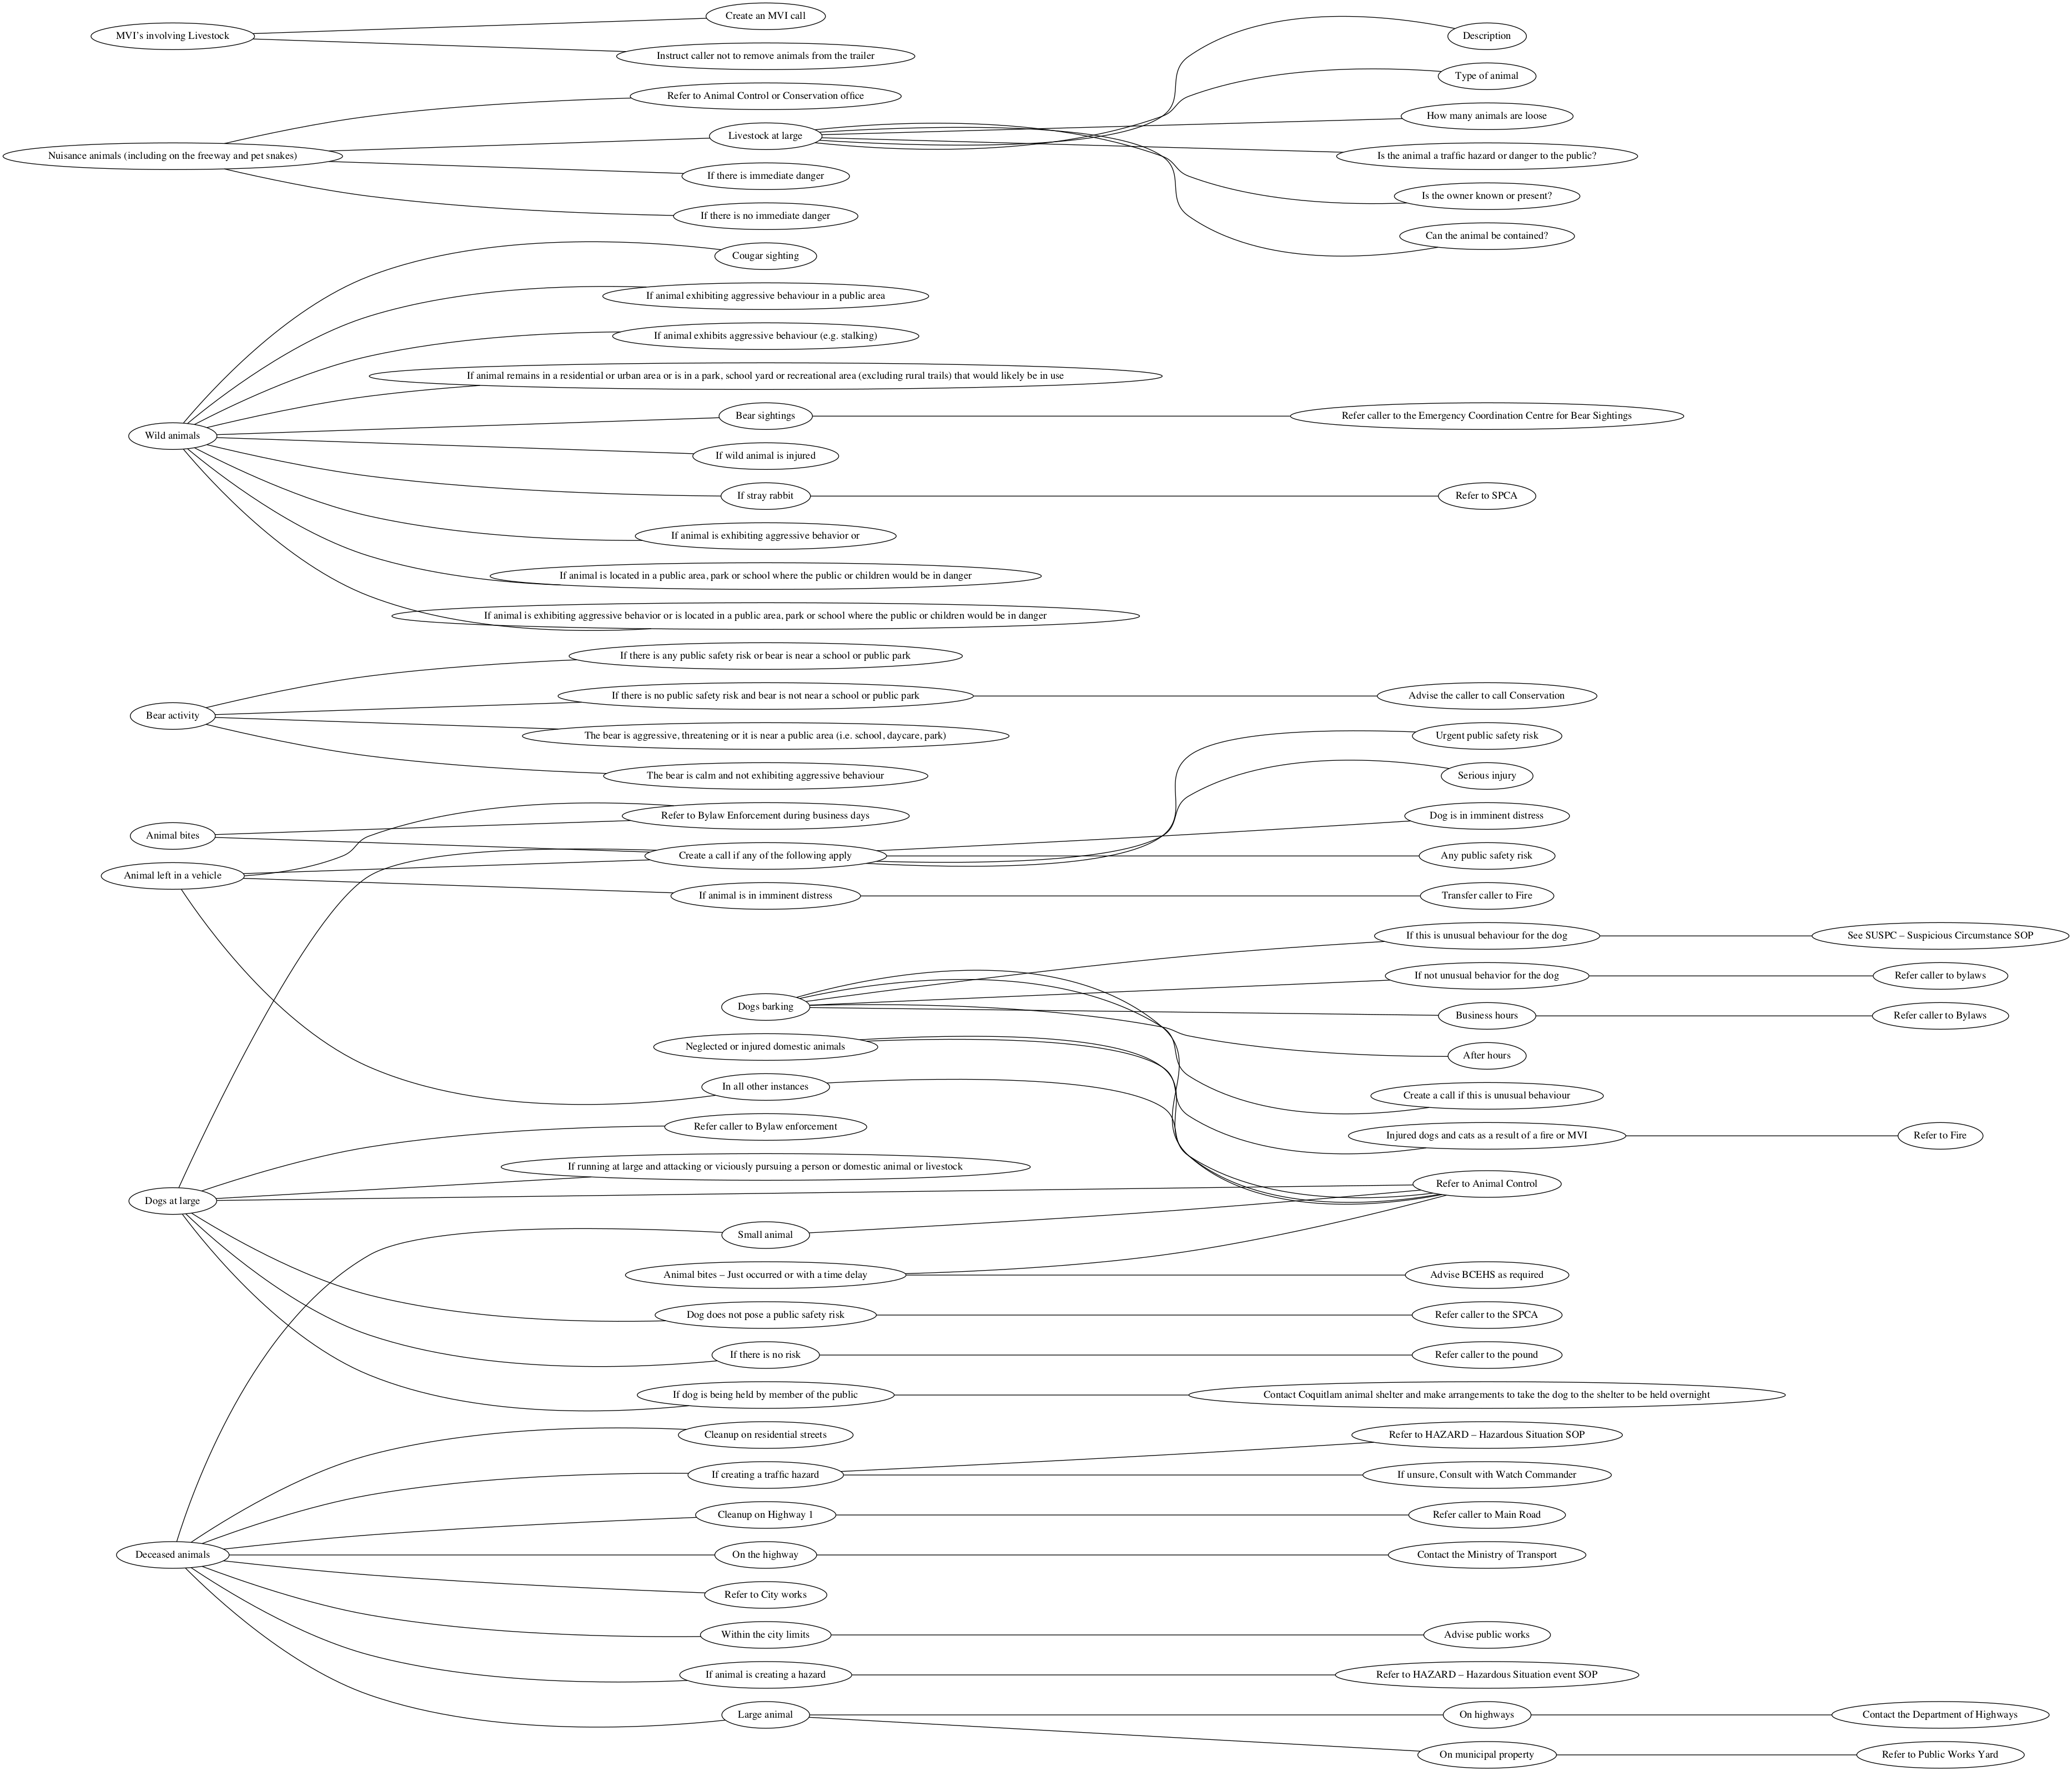 Create an MVI call
MVI's involving Livestock
Description
Instruct caller not to remove animals from the trailer
Type of animal
Refer to Animal Control or Conservation office
How many animals are loose
Livestock at large
Nuisance animals (including on the freeway and pet snakes)
Is the animal a traffic hazard or danger to the public?
If there is immediate danger
Is the owner known or present?
If there is no immediate danger
Can the animal be contained?
Cougar sighting
If animal exhibiting aggressive behaviour in a public area
If animal exhibits aggressive behaviour (e.g. stalking)
If animal remains in a residential or urban area or is in a park, school yard or recreational area (excluding rural trails) that would likely be in use
Bear sightings
Refer caller to the Emergency Coordination Centre for Bear Sightings
Wild animals
If wild animal is injured
If stray rabbit
Refer to SPCA
If animal is exhibiting aggressive behavior or
If animal is located in a public area, park or school where the public or children would be in danger
If animal is exhibiting aggressive behavior or is located in a public area, park or school where the public or children would be in danger
If there is any public safety risk or bear is near a school or public park
If there is no public safety risk and bear is not near a school or public park
Advise the caller to call Conservation
Bear activity
The bear is aggressive, threatening or it is near a public area (i.e. school, daycare, park)
Urgent public safety risk
The bear is calm and not exhibiting aggressive behaviour
Serious injury
Refer to Bylaw Enforcement during business days
Dog is in imminent distress
Animal bites
Create a call if any of the following apply
Any public safety risk
Animal left in a vehicle
If animal is in imminent distress
Transfer caller to Fire
If this is unusual behaviour for the dog
See SUSPC – Suspicious Circumstance SOP
If not unusual behavior for the dog
Refer caller to bylaws
Dogs barking
Business hours
Refer caller to Bylaws
Neglected or injured domestic animals
After hours
In all other instances
Create a call if this is unusual behaviour
Refer caller to Bylaw enforcement
Injured dogs and cats as a result of a fire or MVI
Refer to Fire
If running at large and attacking or viciously pursuing a person or domestic animal or livestock
Refer to Animal Control
Dogs at large
Small animal
Animal bites – Just occurred or with a time delay
Advise BCEHS as required
Dog does not pose a public safety risk
Refer caller to the SPCA
If there is no risk
Refer caller to the pound
If dog is being held by member of the public
Contact Coquitlam animal shelter and make arrangements to take the dog to the shelter to be held overnight
Cleanup on residential streets
Refer to HAZARD – Hazardous Situation SOP
If creating a traffic hazard
If unsure, Consult with Watch Commander
Cleanup on Highway 1
Refer caller to Main Road
Deceased animals
On the highway
Contact the Ministry of Transport
Refer to City works
Within the city limits
Advise public works
If animal is creating a hazard
Refer to HAZARD – Hazardous Situation event SOP
Large animal
On highways
Contact the Department of Highways
On municipal property
Refer to Public Works Yard